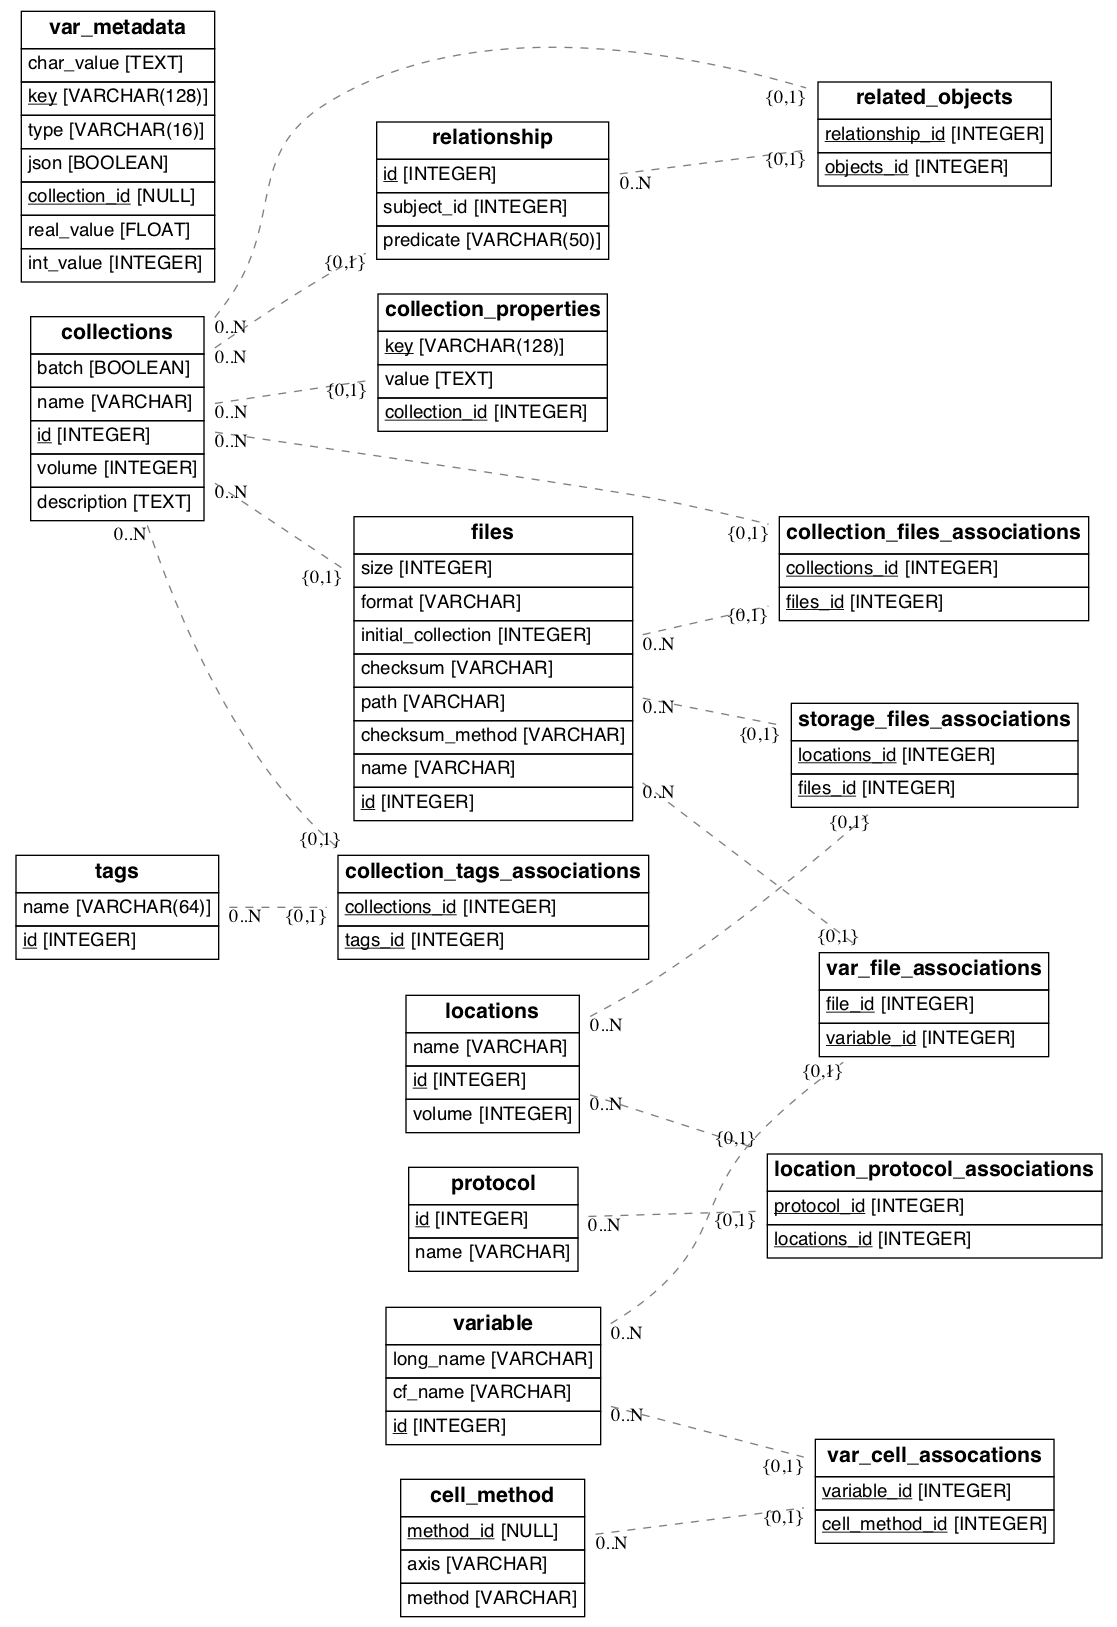 var_metadata
char_value [TEXT]
key [VARCHAR(128)]
type [VARCHAR(16)]
json [BOOLEAN]
collection_id [NULL]
real_value [FLOAT]
int_value [INTEGER]
related_objects
relationship_id [INTEGER]
objects_id [INTEGER]
{0,1}
{0,1}
relationship
id [INTEGER]
subject_id [INTEGER]
predicate [VARCHAR(50)]
0..N
{0,1}
collections
batch [BOOLEAN]
name [VARCHAR]
id [INTEGER]
volume [INTEGER]
description [TEXT]
0..N
0..N
0..N
0..N
0..N
0..N
collection_properties
key [VARCHAR(128)]
value [TEXT]
collection_id [INTEGER]
{0,1}
files
size [INTEGER]
format [VARCHAR]
initial_collection [INTEGER]
checksum [VARCHAR]
path [VARCHAR]
checksum_method [VARCHAR]
name [VARCHAR]
id [INTEGER]
{0,1}
0..N
0..N
0..N
collection_files_associations
collections_id [INTEGER]
files_id [INTEGER]
{0,1}
{0,1}
storage_files_associations
locations_id [INTEGER]
files_id [INTEGER]
{0,1}
{0,1}
tags
name [VARCHAR(64)]
id [INTEGER]
0..N
{0,1}
{0,1}
collection_tags_associations
collections_id [INTEGER]
tags_id [INTEGER]
var_file_associations
file_id [INTEGER]
variable_id [INTEGER]
{0,1}
{0,1}
locations
name [VARCHAR]
id [INTEGER]
volume [INTEGER]
0..N
0..N
{0,1}
location_protocol_associations
protocol_id [INTEGER]
locations_id [INTEGER]
protocol
id [INTEGER]
name [VARCHAR]
0..N
{0,1}
variable
long_name [VARCHAR]
cf_name [VARCHAR]
id [INTEGER]
0..N
0..N
{0,1}
var_cell_assocations
variable_id [INTEGER]
cell_method_id [INTEGER]
cell_method
method_id [NULL]
axis [VARCHAR]
method [VARCHAR]
0..N
{0,1}